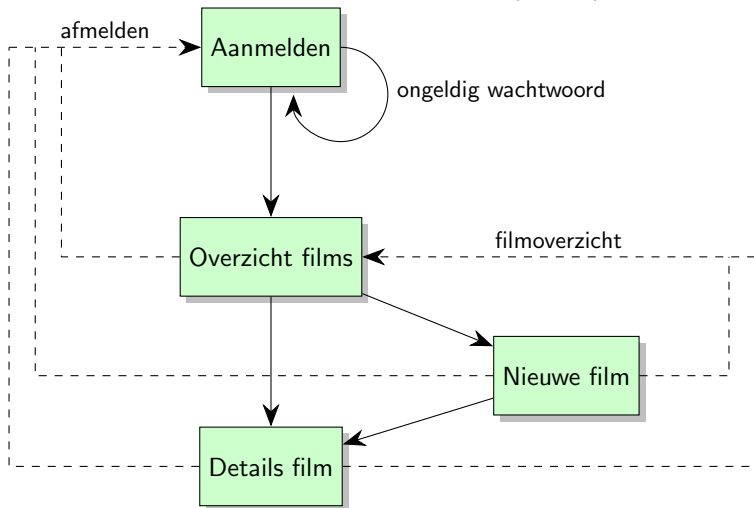 afmelden
Aanmelden
ongeldig wachtwoord
Overzicht films
filmoverzicht
Nieuwe film
Details film